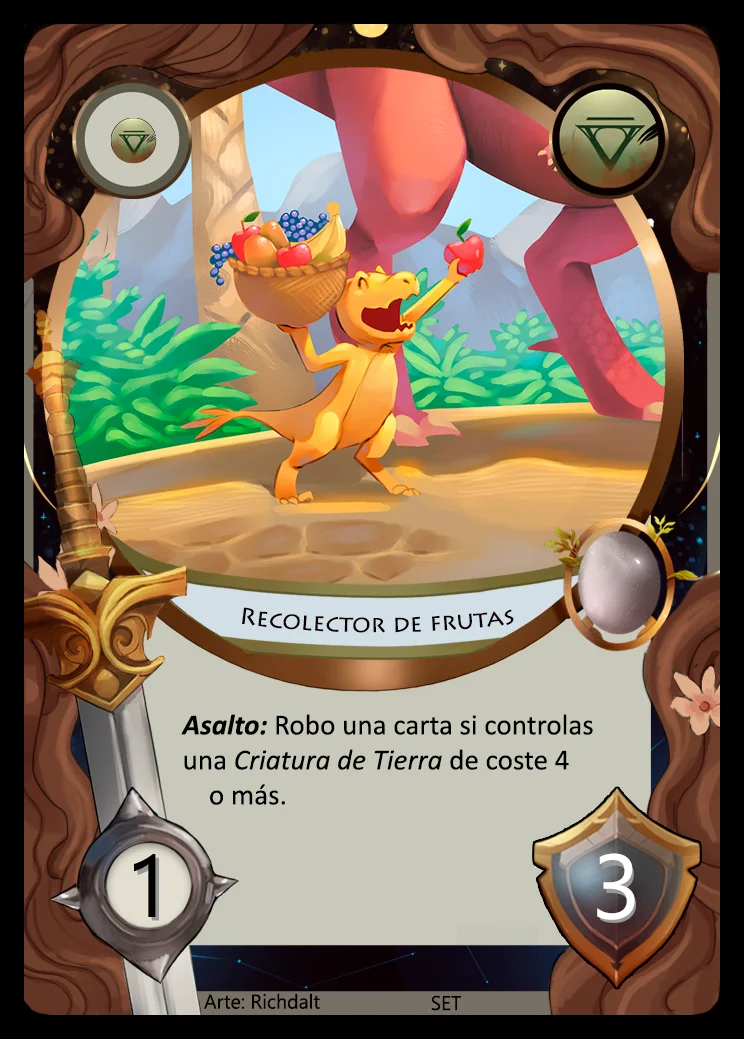 Recolector de frutas
Asalto: Robo una carta si controlas
una Criatura de Tierra de coste 4
o más.
1
3
Arte: Richdalt SET